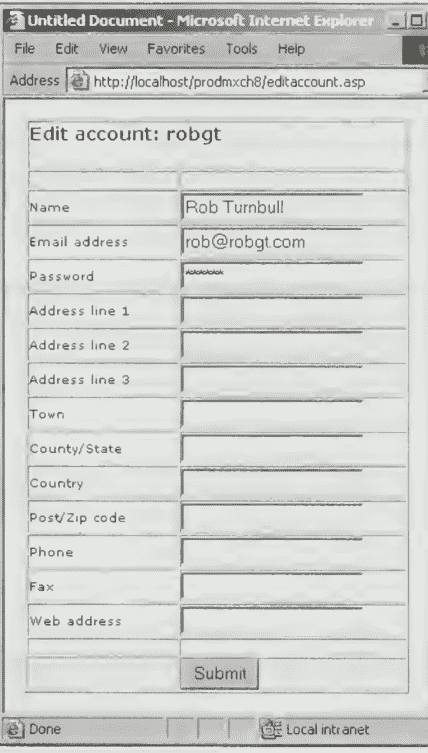 Untitled Document - Microsoft Internet Explorer
File Edit View Favorites Tools Help
Address http://localhost/prodmxch8/editaccount.asp
Edit account: robgt
Name Rob Turnbull
Email address rob@robgt.com
Password *******
Address line 1
Address line 2
Address line 3
Town
County/State
Country
Post/Zip code
Phone
Fax
Web address
Submit
Done Local intranet